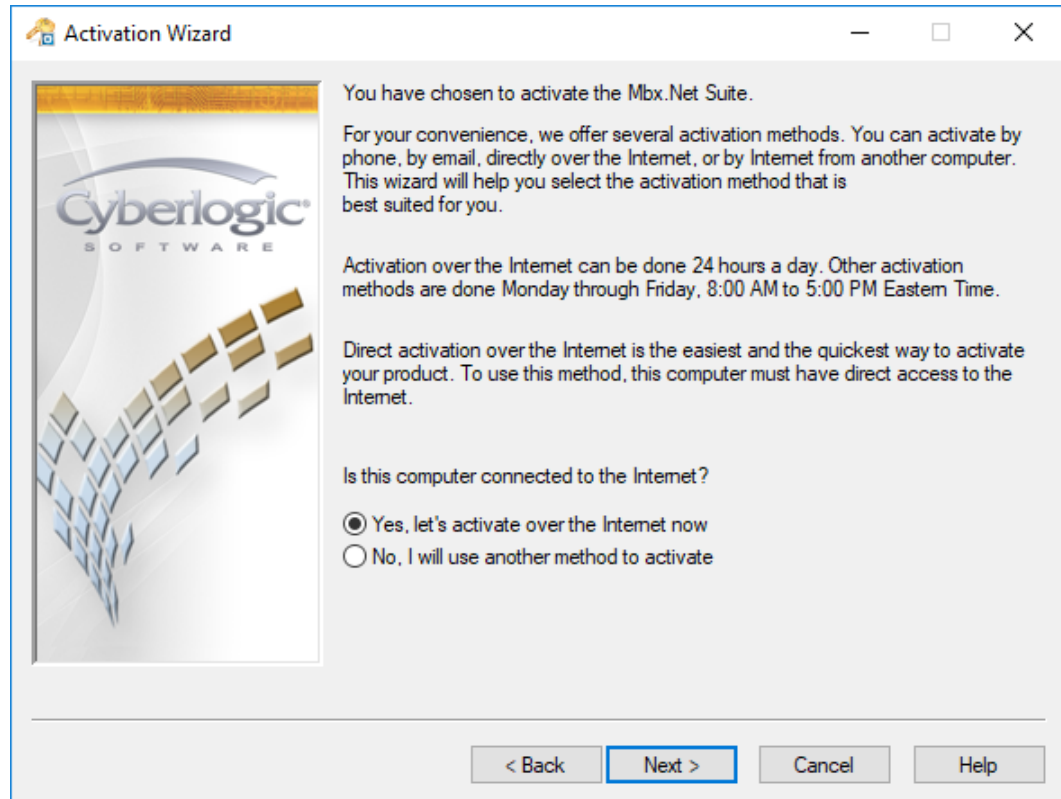 Activation Wizard
You have chosen to activate the Mbx.Net Suite.
For your convenience, we offer several activation methods. You can activate by
phone, by email, directly over the Internet, or by Internet from another computer.
This wizard will help you select the activation method that is
best suited for you.
Cyberlogic®
SOFTWARE
Activation over the Internet can be done 24 hours a day. Other activation
methods are done Monday through Friday, 8:00 AM to 5:00 PM Eastern Time.
Direct activation over the Internet is the easiest and the quickest way to activate
your product. To use this method, this computer must have direct access to the
Internet.
Is this computer connected to the Internet?
Yes, let's activate over the Internet now
No, I will use another method to activate
< Back Next > Cancel Help